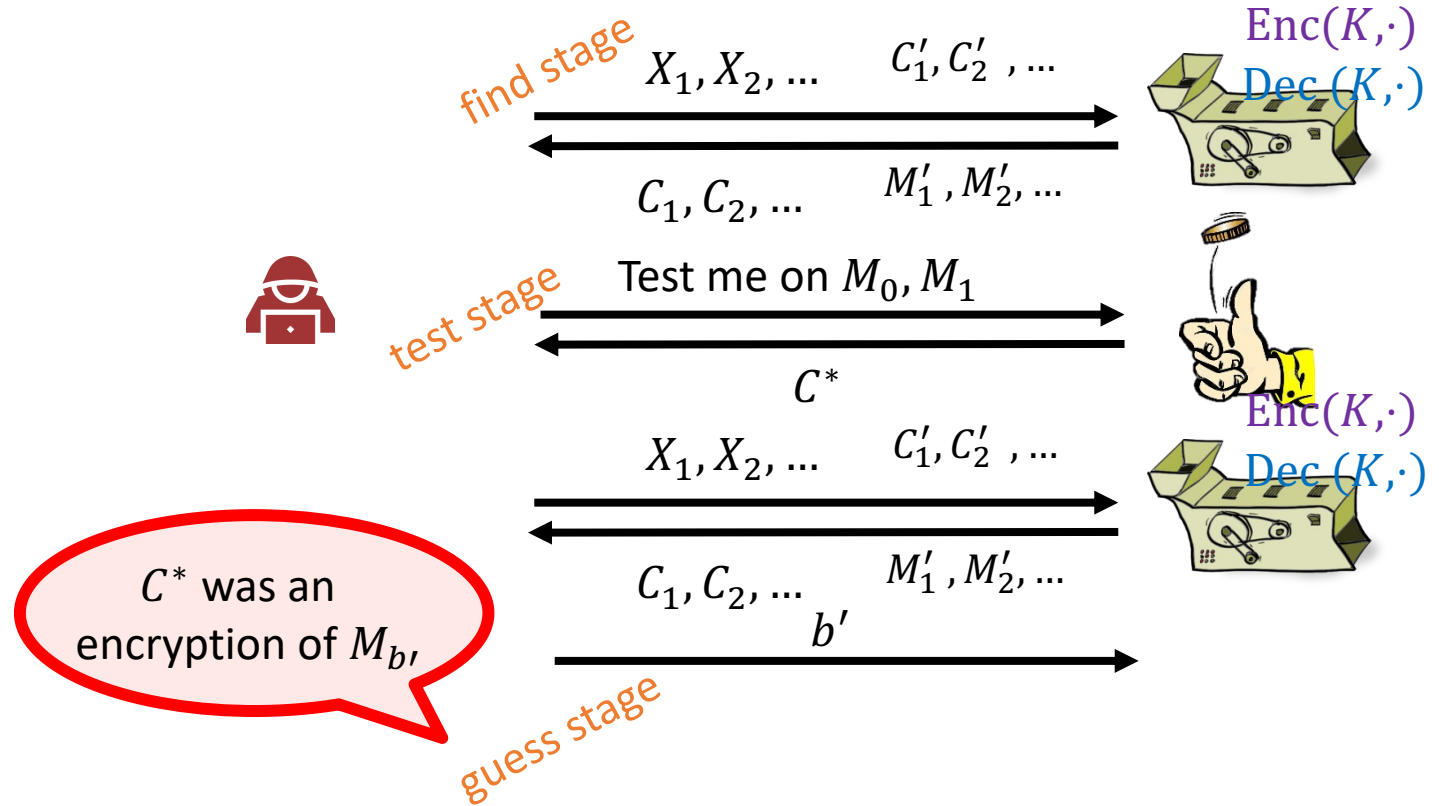 find stage
X₁, X₂, … C′₁, C′₂ , …
Enc(K,·)
Dec (K,·)
C₁, C₂, … M′₁ , M′₂, …
test stage
Test me on M₀, M₁
C*
Enc(K,·)
Dec (K,·)
X₁, X₂, … C′₁, C′₂ , …
C₁, C₂, … M′₁ , M′₂, …
C* was an
encryption of M_b′
b′
guess stage